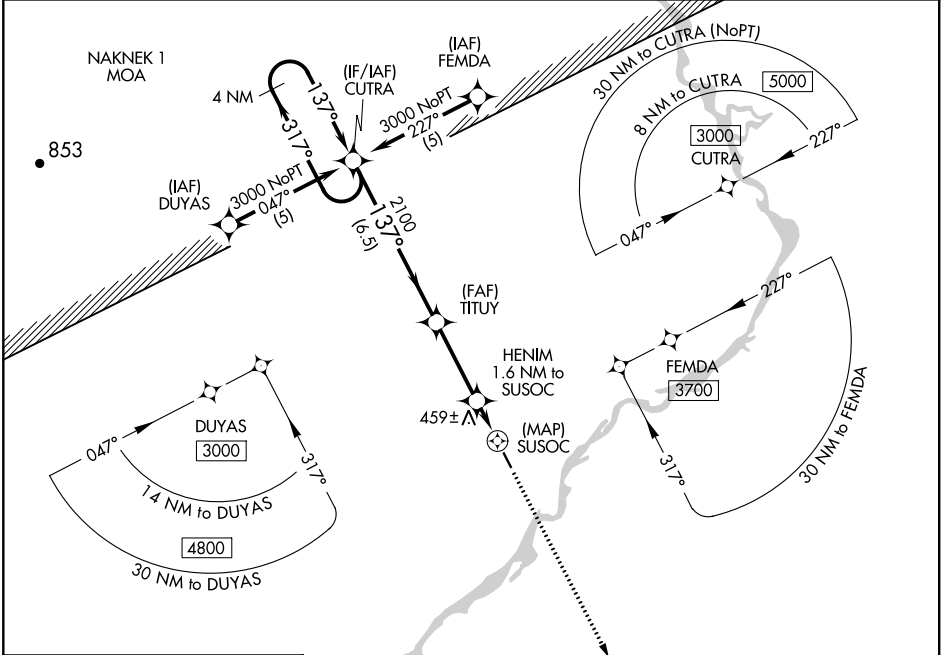 NAKNEK 1
MOA
853
4 NM
137°
317°
(IF/IAF)
CUTRA
(IAF)
FEMDA
3000 NoPT
227°
(5)
(IAF)
DUYAS
3000 NoPT
047°
(5)
2100
137°
(6.5)
(FAF)
TITUY
HENIM
1.6 NM to
SUSOC
459±
(MAP)
SUSOC
30 NM to CUTRA (NoPT)
5000
8 NM to CUTRA
3000
CUTRA
227°
047°
227°
FEMDA
3700
317°
30 NM to FEMDA
047°
DUYAS
3000
317°
14 NM to DUYAS
4800
30 NM to DUYAS